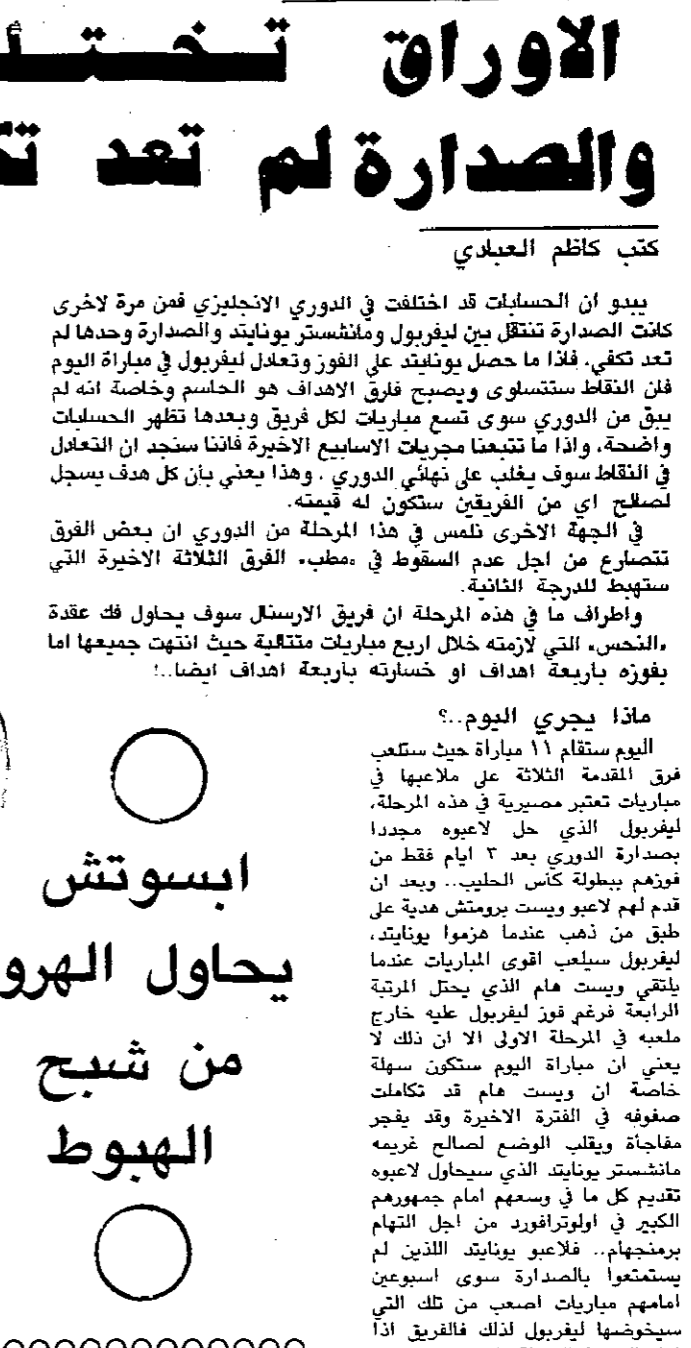 الاوراق تختلـ
والصدارة لم تعد
كتب كاظم العبادي
يبدو ان الحسابات قد اختلفت في الدوري الانجليزي فمن مرة لاخرى
كانت الصدارة تنتقل بين ليفربول ومانشستر يونايتد والصدارة وحدها لم
تعد تكفي، فاذا ما حصل يونايتد على الفوز وتعادل ليفربول في مباراة اليوم
فان النقاط ستتساوى ويصبح فارق الاهداف هو الحاسم وخاصة انه لم
يبق من الدوري سوى تسع مباريات لكل فريق وبعدها تظهر الحسابات
واضحة، واذا ما تتبعنا مجريات الاسابيع الاخيرة فاننا سنجد ان التعادل
في النقاط سوف يغلب على نهائي الدوري . وهذا يعني بأن كل هدف يسجل
لصالح اي من الفريقين ستكون له قيمته.
في الجهة الاخرى نلمس في هذا المرحلة من الدوري ان بعض الفرق
تتصارع من اجل عدم السقوط في «مطب» الفرق الثلاثة الاخيرة التي
ستهبط للدرجة الثانية.
واطراف ما في هذه المرحلة ان فريق الارسنال سوف يحاول فك عقدة
«النحس» التي لازمته خلال اربع مباريات متتالية حيث انتهت جميعها اما
بفوزه باربعة اهداف او خسارته باربعة اهداف ايضا..!
ماذا يجري اليوم..؟
اليوم ستقام ١١ مباراة حيث ستلعب
فرق المقدمة الثلاثة على ملاعبها في
مباريات تعتبر مصيرية في هذه المرحلة،
ليفربول الذي حل لاعبوه مجددا
بصدارة الدوري بعد ٣ ايام فقط من
فوزهم ببطولة كأس الحليب.. وبعد ان
قدم لهم لاعبو ويست برومتش هدية على
طبق من ذهب عندما هزموا يونايتد،
ليفربول سيلعب اقوى المباريات عندما
يلتقي ويست هام الذي يحتل المرتبة
الرابعة فرغم فوز ليفربول عليه خارج
ملعبه في المرحلة الاولى الا ان ذلك لا
يعني ان مباراة اليوم ستكون سهلة
خاصة ان ويست هام قد تكاملت
صفوفه في الفترة الاخيرة وقد يفجر
مفاجأة ويقلب الوضع لصالح غريمه
مانشستر يونايتد الذي سيحاول لاعبوه
تقديم كل ما في وسعهم امام جمهورهم
الكبير في اولوترافورد من اجل التهام
برمنجهام.. فلاعبو يونايتد اللذين لم
يستمتعوا بالصدارة سوى اسبوعين
امامهم مباريات اصعب من تلك التي
سيخوضها ليفربول لذلك فالفريق اذا
ابسوتش
يحاول الهرو
من شبح
الهبوط